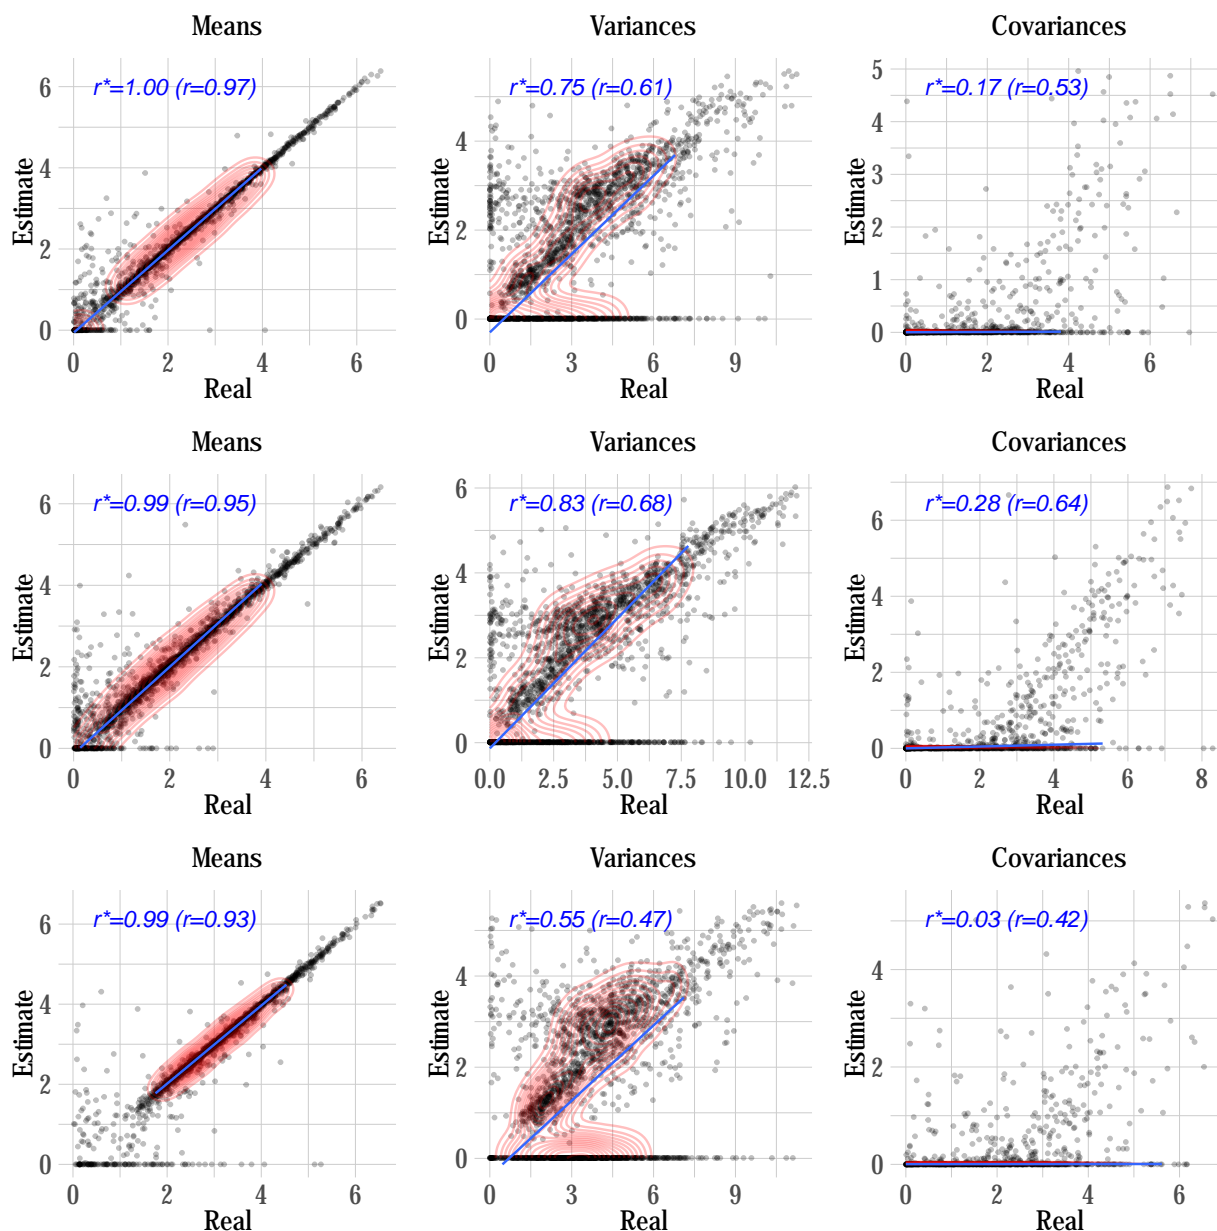 Means
Variances
Covariances
r*=1.00 (r=0.97)
r*=0.75 (r=0.61)
r*=0.17 (r=0.53)
Estimate
6
4
2
0
Estimate
4
2
0
Estimate
5
4
3
2
1
0
0 2 4 6
0 3 6 9
0 2 4 6
Real
Real
Real
Means
Variances
Covariances
r*=0.99 (r=0.95)
r*=0.83 (r=0.68)
r*=0.28 (r=0.64)
Estimate
6
4
2
0
Estimate
6
4
2
0
Estimate
6
4
2
0
0 2 4 6
0.0 2.5 5.0 7.5 10.0 12.5
0 2 4 6 8
Real
Real
Real
Means
Variances
Covariances
r*=0.99 (r=0.93)
r*=0.55 (r=0.47)
r*=0.03 (r=0.42)
Estimate
6
4
2
0
Estimate
4
2
0
Estimate
4
2
0
0 2 4 6
0 3 6 9
0 2 4 6
Real
Real
Real